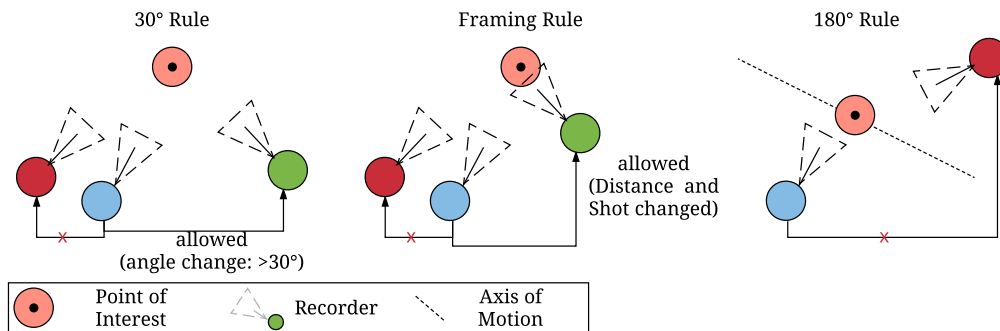 30° Rule
Framing Rule
180° Rule
allowed
(Distance and
Shot changed)
x
x
x
allowed
(angle change: >30°)
Point of
Interest
Recorder
Axis of
Motion